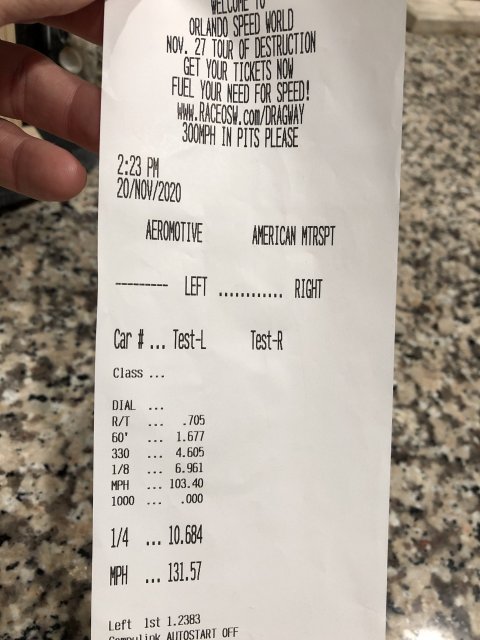 WELCOME TO
ORLANDO SPEED WORLD
NOV. 27 TOUR OF DESTRUCTION
GET YOUR TICKETS NOW
FUEL YOUR NEED FOR SPEED!
www.RACEOSW.com/DRAGWAY
300MPH IN PITS PLEASE
2:23 PM
20/NOV/2020
AEROMOTIVE AMERICAN MTRSPT
--------- LEFT ............ RIGHT
Car # ... Test-L Test-R
Class ...
DIAL ...
R/T ... .705
60' ... 1.677
330 ... 4.605
1/8 ... 6.961
MPH ... 103.40
1000 ... .000
1/4 ... 10.684
MPH ... 131.57
Left 1st 1.2383
Compulink AUTOSTART OFF